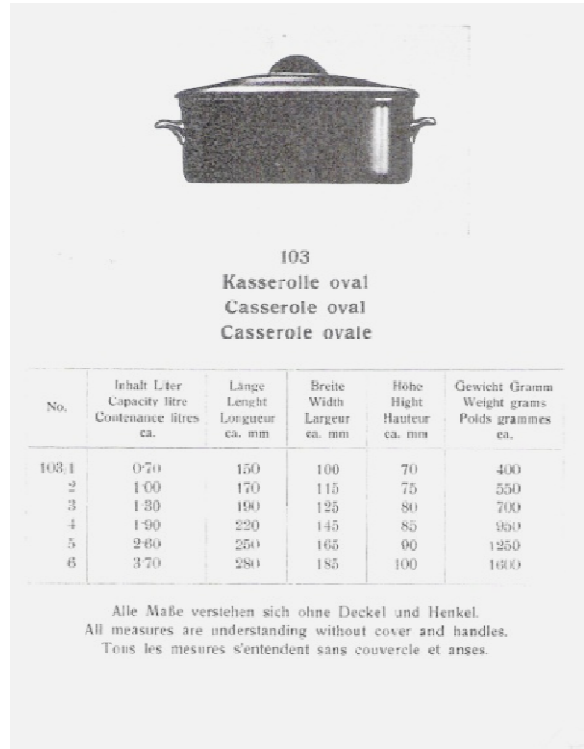 103
Kasserolle oval
Casserole oval
Casserole ovale
No.
Inhalt Liter
Capacity litre
Contenance litres
ca.
Länge
Lenght
Longueur
ca. mm
Breite
Width
Largeur
ca. mm
Höhe
Hight
Hauteur
ca. mm
Gewicht Gramm
Weight grams
Poids grammes
ca.
103/1 0·70 150 100 70 400
2 1·00 170 115 75 550
3 1·30 190 125 80 700
4 1·90 220 145 85 950
5 2·60 250 165 90 1250
6 3·70 280 185 100 1600
Alle Maße verstehen sich ohne Deckel und Henkel.
All measures are understanding without cover and handles.
Tous les mesures s'entendent sans couvercle et anses.